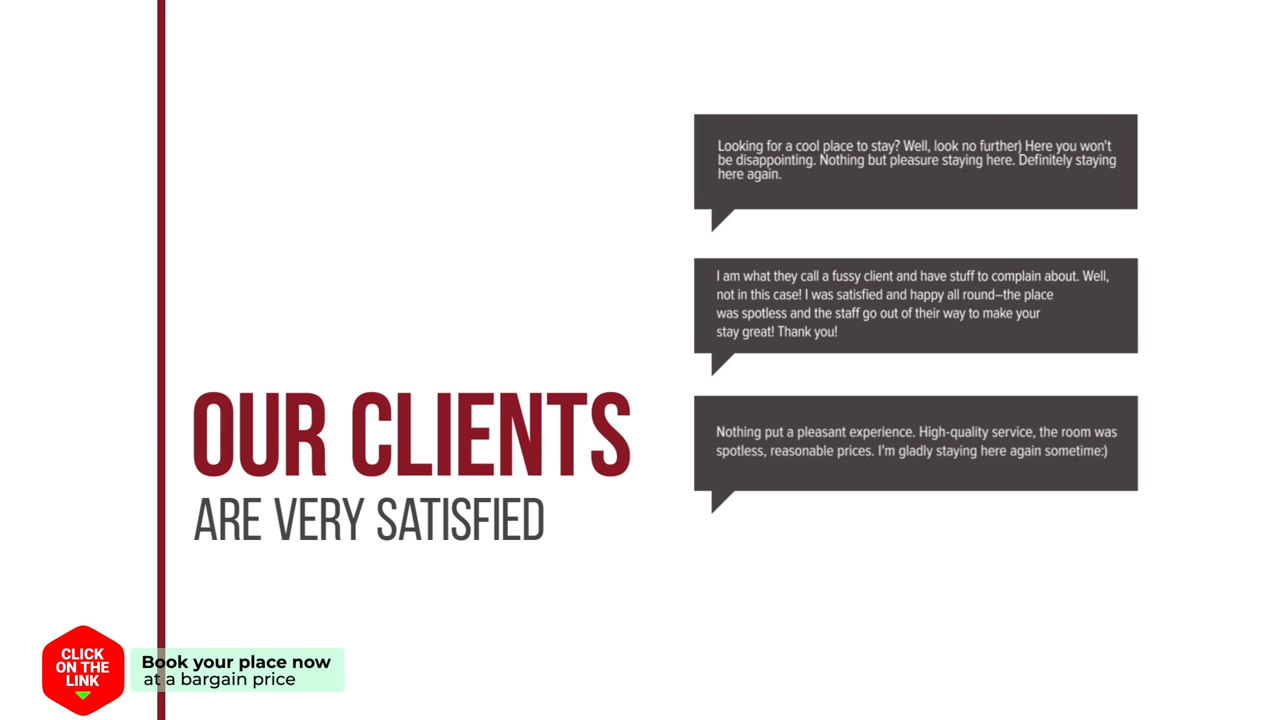 Looking for a cool place to stay? Well, look no further) Here you won't
be disappointing. Nothing but pleasure staying here. Definitely staying
here again.
I am what they call a fussy client and have stuff to complain about. Well,
not in this case! I was satisfied and happy all round–the place
was spotless and the staff go out of their way to make your
stay great! Thank you!
Nothing put a pleasant experience. High-quality service, the room was
spotless, reasonable prices. I'm gladly staying here again sometime:)
OUR CLIENTS
ARE VERY SATISFIED
CLICK
ON THE
LINK
Book your place now
at a bargain price